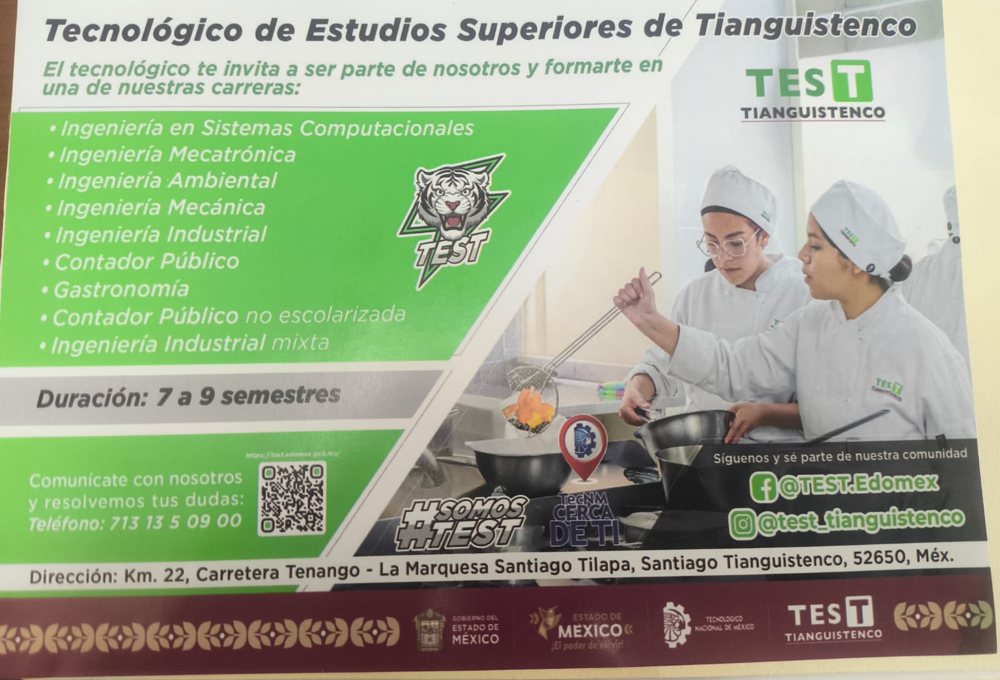 Tecnológico de Estudios Superiores de Tianguistenco
El tecnológico te invita a ser parte de nosotros y formarte en
una de nuestras carreras:
TEST
TIANGUISTENCO
• Ingeniería en Sistemas Computacionales
• Ingeniería Mecatrónica
• Ingeniería Ambiental
• Ingeniería Mecánica
• Ingeniería Industrial
• Contador Público
• Gastronomía
• Contador Público no escolarizada
• Ingeniería Industrial mixta
TEST
Duración: 7 a 9 semestres
https://test.edomex.gob.mx/
Comunícate con nosotros
y resolvemos tus dudas:
Teléfono: 713 13 5 09 00
TEST
TIANGUISTENCO
#SOMOS
#TEST
TecNM
CERCA
DE TI
Síguenos y sé parte de nuestra comunidad
@TEST.Edomex
@test_tianguistenco
Dirección: Km. 22, Carretera Tenango - La Marquesa Santiago Tilapa, Santiago Tianguistenco, 52650, Méx.
GOBIERNO DEL
ESTADO DE
MÉXICO
ESTADO DE
MÉXICO
¡El poder de servir!
TECNOLÓGICO
NACIONAL DE MÉXICO
TEST
TIANGUISTENCO